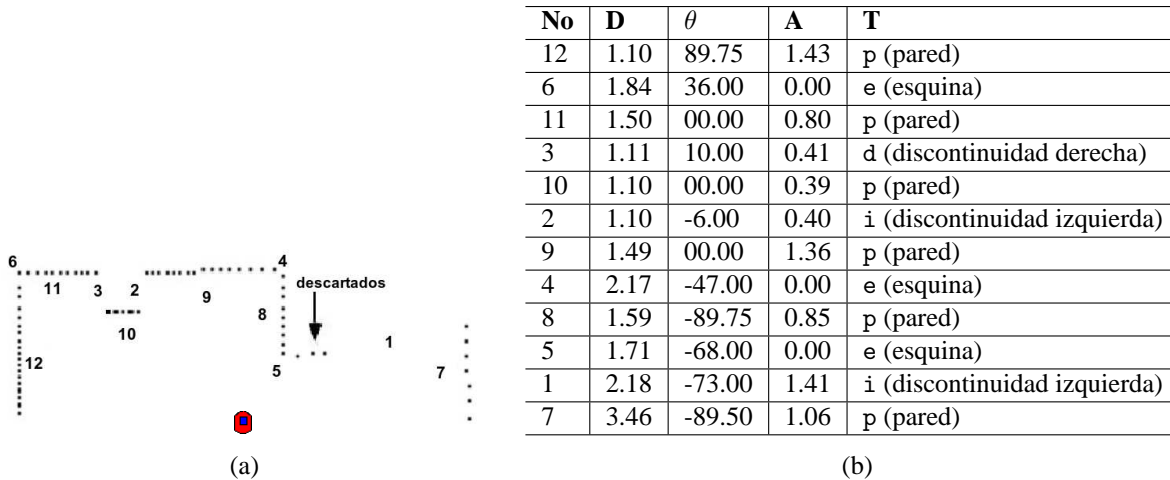 6
4
descartados
11
3
2
9
8
10
1
12
5
7
(a)
No D θ A T
12 1.10 89.75 1.43 p (pared)
6 1.84 36.00 0.00 e (esquina)
11 1.50 00.00 0.80 p (pared)
3 1.11 10.00 0.41 d (discontinuidad derecha)
10 1.10 00.00 0.39 p (pared)
2 1.10 -6.00 0.40 i (discontinuidad izquierda)
9 1.49 00.00 1.36 p (pared)
4 2.17 -47.00 0.00 e (esquina)
8 1.59 -89.75 0.85 p (pared)
5 1.71 -68.00 0.00 e (esquina)
1 2.18 -73.00 1.41 i (discontinuidad izquierda)
7 3.46 -89.50 1.06 p (pared)
(b)